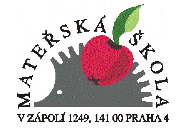 MATEŘSKÁ ŠKOLA
V ZÁPOLÍ 1249, 141 00 PRAHA 4